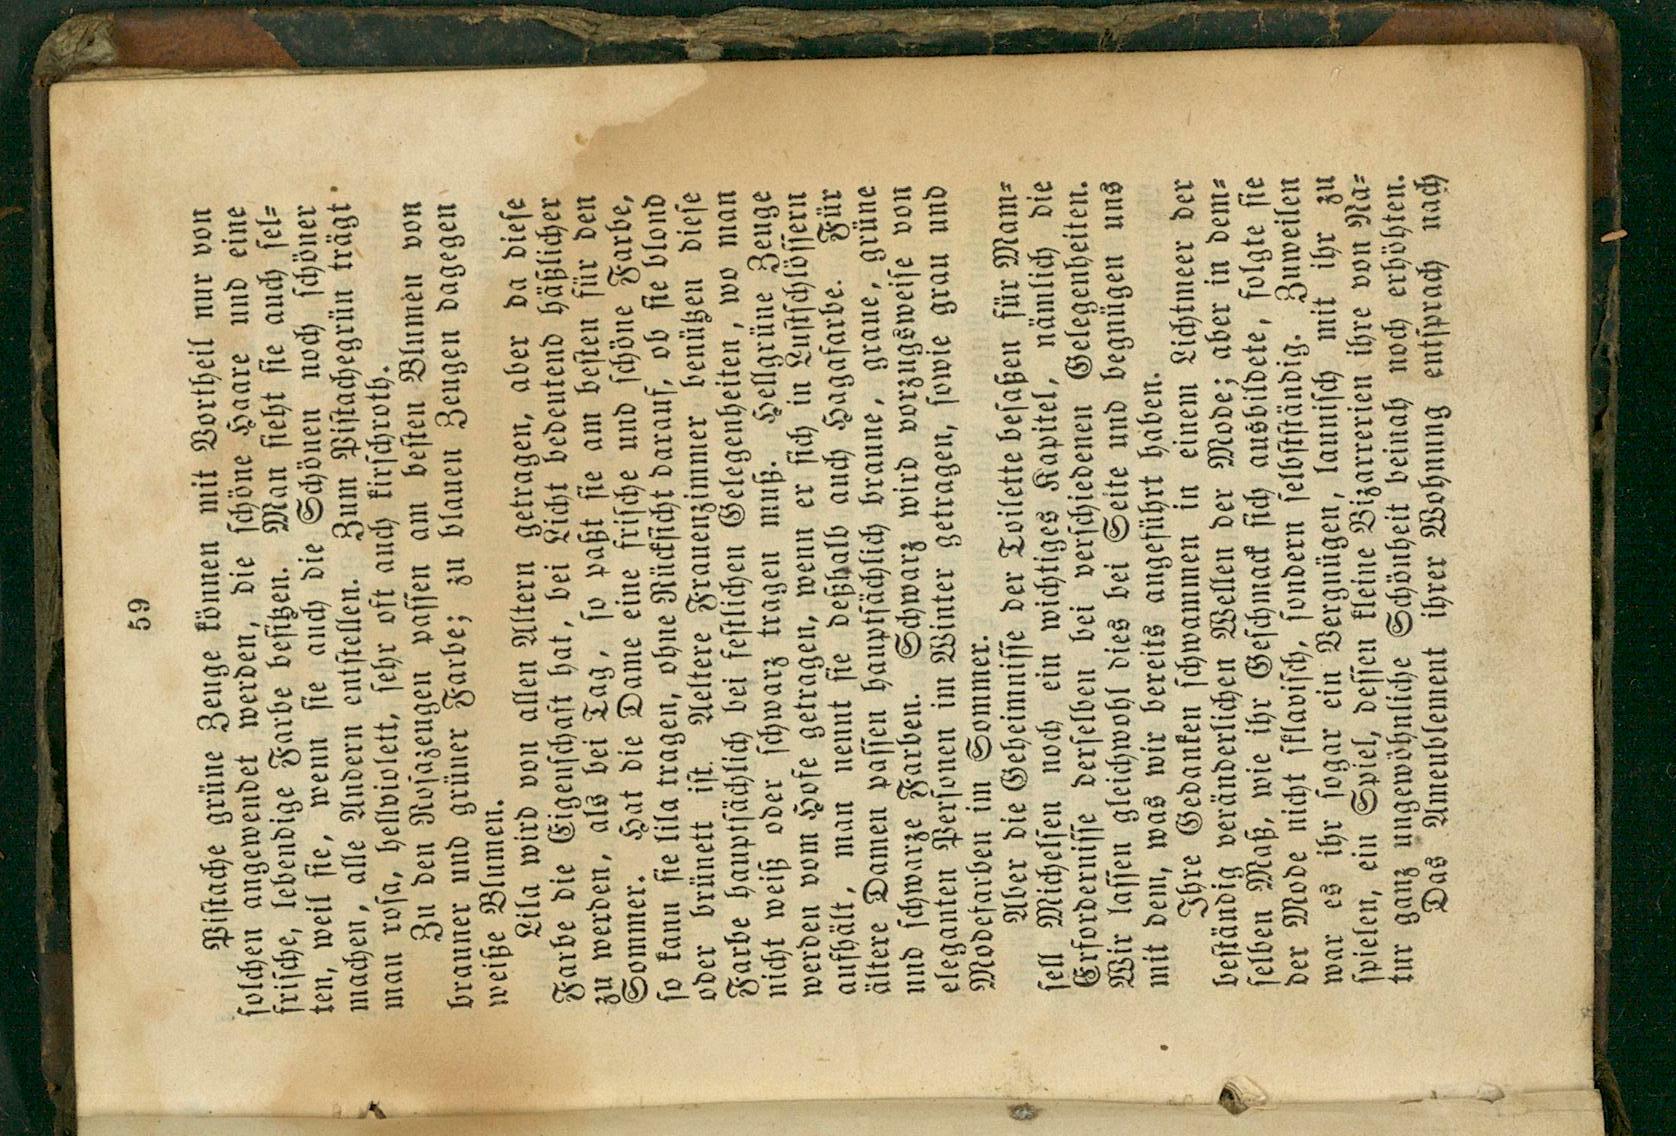 59
Pistache grüne Zeuge können mit Vortheil nur von
solchen angewendet werden, die schöne Haare und eine
frische, lebendige Farbe besitzen. Man sieht sie auch sel-
ten, weil sie, wenn sie auch die Schönen noch schöner
machen, alle Andern entstellen. Zum Pistachegrün trägt
man rosa, hellviolett, sehr oft auch kirschroth.
Zu den Rosazeugen passen am besten Blumen von
brauner und grüner Farbe; zu blauen Zeugen dagegen
weiße Blumen.
Lila wird von allen Altern getragen, aber da diese
Farbe die Eigenschaft hat, bei Licht bedeutend häßlicher
zu werden, als bei Tag, so paßt sie am besten für den
Sommer. Hat die Dame eine frische und schöne Farbe,
so kann sie lila tragen, ohne Rücksicht darauf, ob sie blond
oder brünett ist. Aeltere Frauenzimmer benützen diese
Farbe hauptsächlich bei festlichen Gelegenheiten, wo man
nicht weiß oder schwarz tragen muß. Hellgrüne Zeuge
werden vom Hofe getragen, wenn er sich in Lustschlössern
aufhält, man nennt sie deßhalb auch Hagafarbe. Für
ältere Damen passen hauptsächlich braune, graue, grüne
und schwarze Farben. Schwarz wird vorzugsweise von
eleganten Personen im Winter getragen, sowie grau und
Modefarben im Sommer.
Aber die Geheimnisse der Toilette besaßen für Mam-
sell Michelsen noch ein wichtiges Kapitel, nämlich die
Erfordernisse derselben bei verschiedenen Gelegenheiten.
Wir lassen gleichwohl dies bei Seite und begnügen uns
mit dem, was wir bereits angeführt haben.
Ihre Gedanken schwammen in einem Lichtmeer der
beständig veränderlichen Wellen der Mode; aber in dem-
selben Maß, wie ihr Geschmack sich ausbildete, folgte sie
der Mode nicht sklavisch, sondern selbstständig. Zuweilen
war es ihr sogar ein Vergnügen, launisch mit ihr zu
spielen, ein Spiel, dessen kleine Bizarrerien ihre von Na-
tur ganz ungewöhnliche Schönheit beinah noch erhöhten.
Das Ameublement ihrer Wohnung entsprach nach